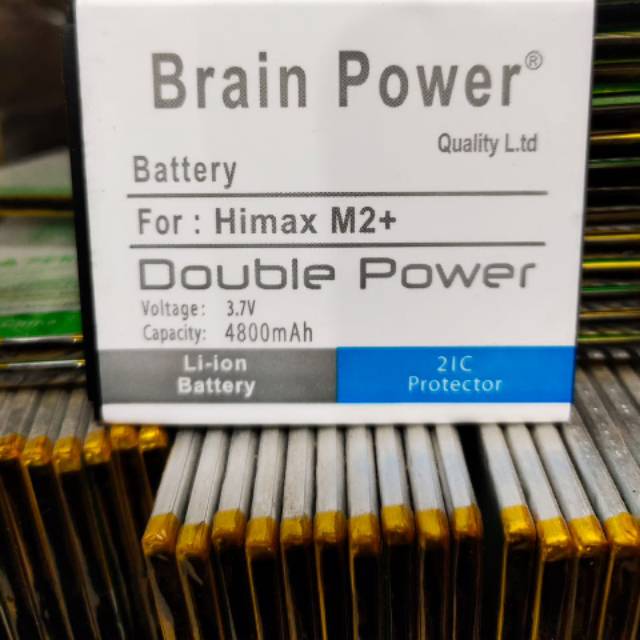 Brain Power®
Quality L.td
Battery
For : Himax M2+
Double Power
Voltage: 3.7V
Capacity: 4800mAh
Li-ion Battery
2IC Protector